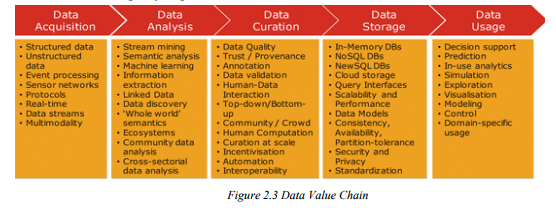 Data Acquisition
Data Analysis
Data Curation
Data Storage
Data Usage
• Structured data
• Unstructured
data
• Event processing
• Sensor networks
• Protocols
• Real-time
• Data streams
• Multimodality
• Stream mining
• Semantic analysis
• Machine learning
• Information
extraction
• Linked Data
• Data discovery
• ‘Whole world’
semantics
• Ecosystems
• Community data
analysis
• Cross-sectorial
data analysis
• Data Quality
• Trust / Provenance
• Annotation
• Data validation
• Human-Data
Interaction
• Top-down/Bottom-
up
• Community / Crowd
• Human Computation
• Curation at scale
• Incentivisation
• Automation
• Interoperability
• In-Memory DBs
• NoSQL DBs
• NewSQL DBs
• Cloud storage
• Query Interfaces
• Scalability and
Performance
• Data Models
• Consistency,
Availability,
Partition-tolerance
• Security and
Privacy
• Standardization
• Decision support
• Prediction
• In-use analytics
• Simulation
• Exploration
• Visualisation
• Modeling
• Control
• Domain-specific
usage
Figure 2.3 Data Value Chain